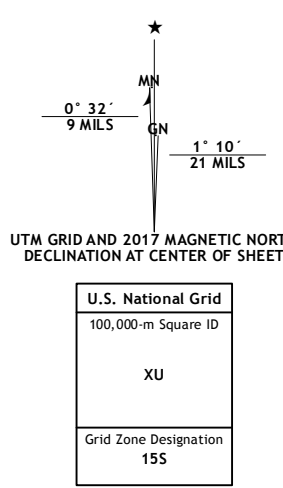 ★
MN
0° 32´
9 MILS
GN
1° 10´
21 MILS
UTM GRID AND 2017 MAGNETIC NORT
DECLINATION AT CENTER OF SHEET
U.S. National Grid
100,000-m Square ID
XU
Grid Zone Designation
15S